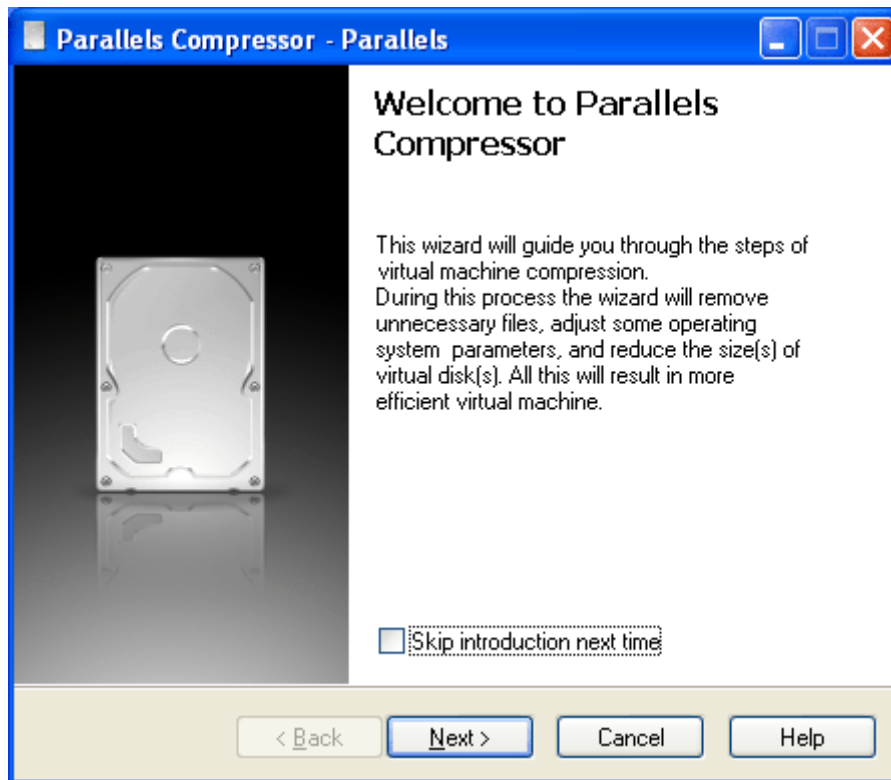 Parallels Compressor - Parallels
Welcome to Parallels
Compressor
This wizard will guide you through the steps of
virtual machine compression.
During this process the wizard will remove
unnecessary files, adjust some operating
system  parameters, and reduce the size(s) of
virtual disk(s). All this will result in more
efficient virtual machine.
Skip introduction next time
< Back
Next >
Cancel
Help